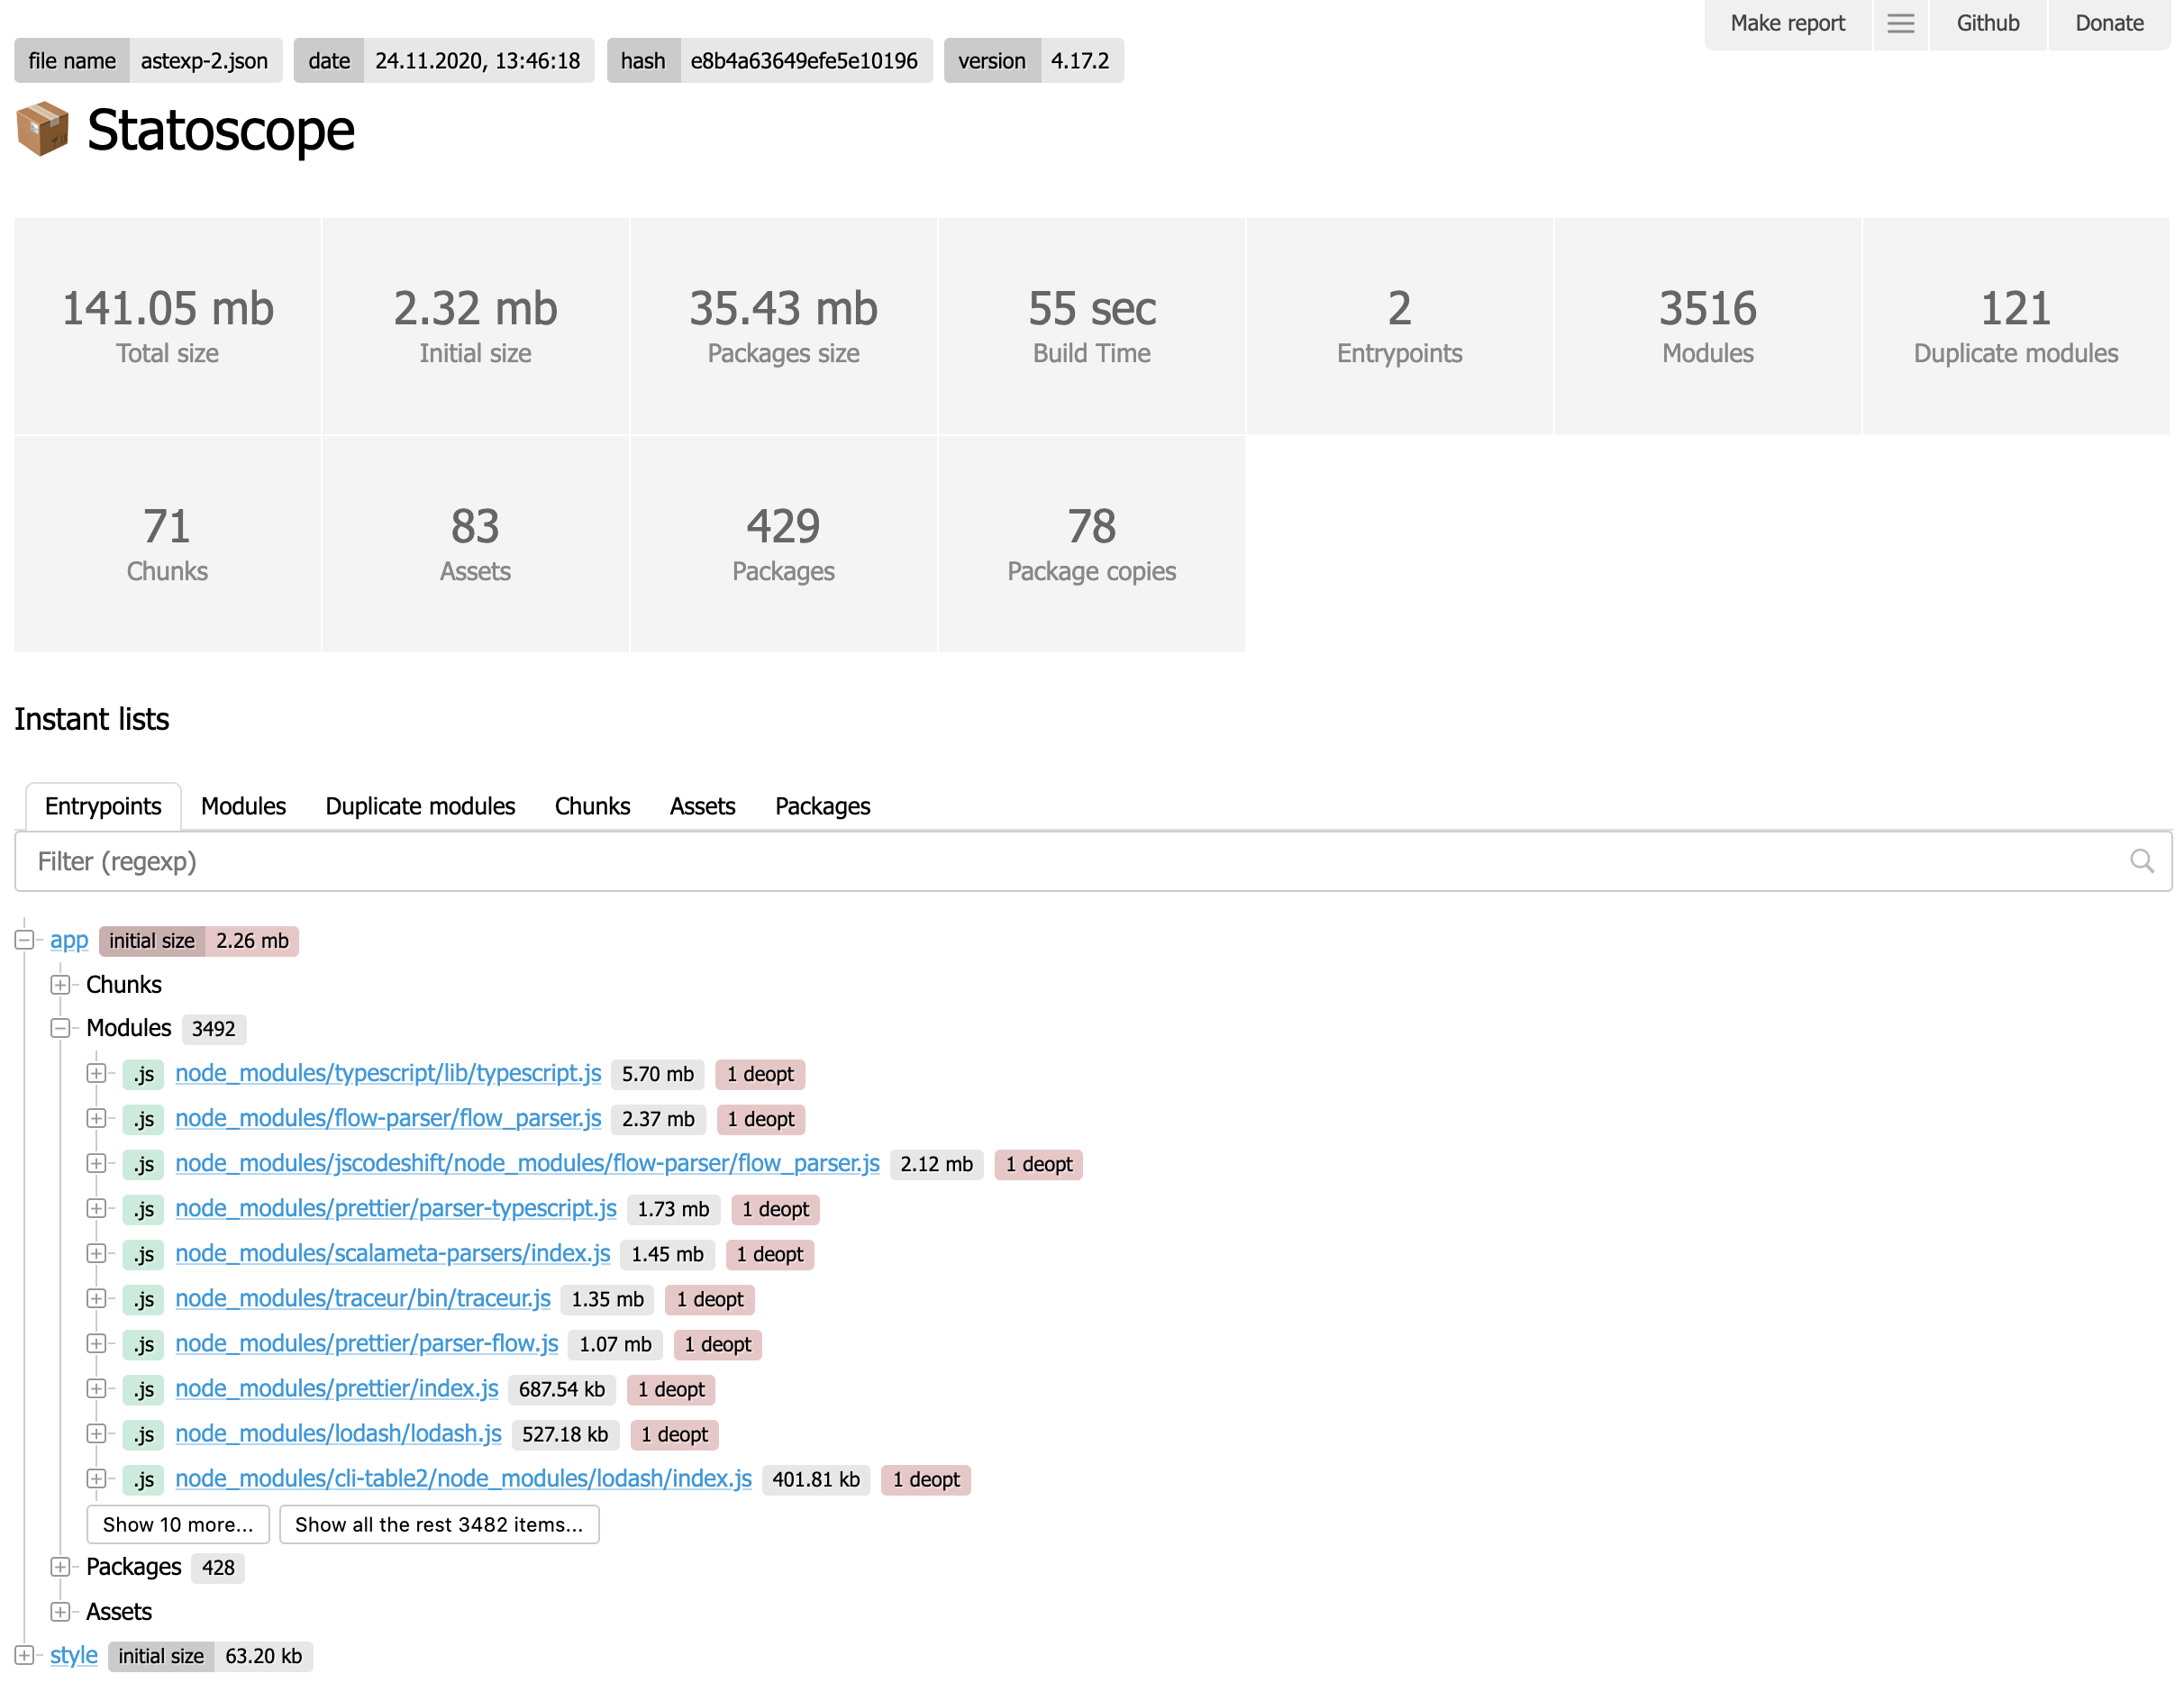 Make report Github Donate
file name astexp-2.json date 24.11.2020, 13:46:18 hash e8b4a63649efe5e10196 version 4.17.2
Statoscope
141.05 mb 2.32 mb 35.43 mb 55 sec 2 3516 121
Total size Initial size Packages size Build Time Entrypoints Modules Duplicate modules
71 83 429 78
Chunks Assets Packages Package copies
Instant lists
Entrypoints Modules Duplicate modules Chunks Assets Packages
Filter (regexp)
app initial size 2.26 mb
Chunks
Modules 3492
.js node_modules/typescript/lib/typescript.js 5.70 mb 1 deopt
.js node_modules/flow-parser/flow_parser.js 2.37 mb 1 deopt
.js node_modules/jscodeshift/node_modules/flow-parser/flow_parser.js 2.12 mb 1 deopt
.js node_modules/prettier/parser-typescript.js 1.73 mb 1 deopt
.js node_modules/scalameta-parsers/index.js 1.45 mb 1 deopt
.js node_modules/traceur/bin/traceur.js 1.35 mb 1 deopt
.js node_modules/prettier/parser-flow.js 1.07 mb 1 deopt
.js node_modules/prettier/index.js 687.54 kb 1 deopt
.js node_modules/lodash/lodash.js 527.18 kb 1 deopt
.js node_modules/cli-table2/node_modules/lodash/index.js 401.81 kb 1 deopt
Show 10 more... Show all the rest 3482 items...
Packages 428
Assets
style initial size 63.20 kb